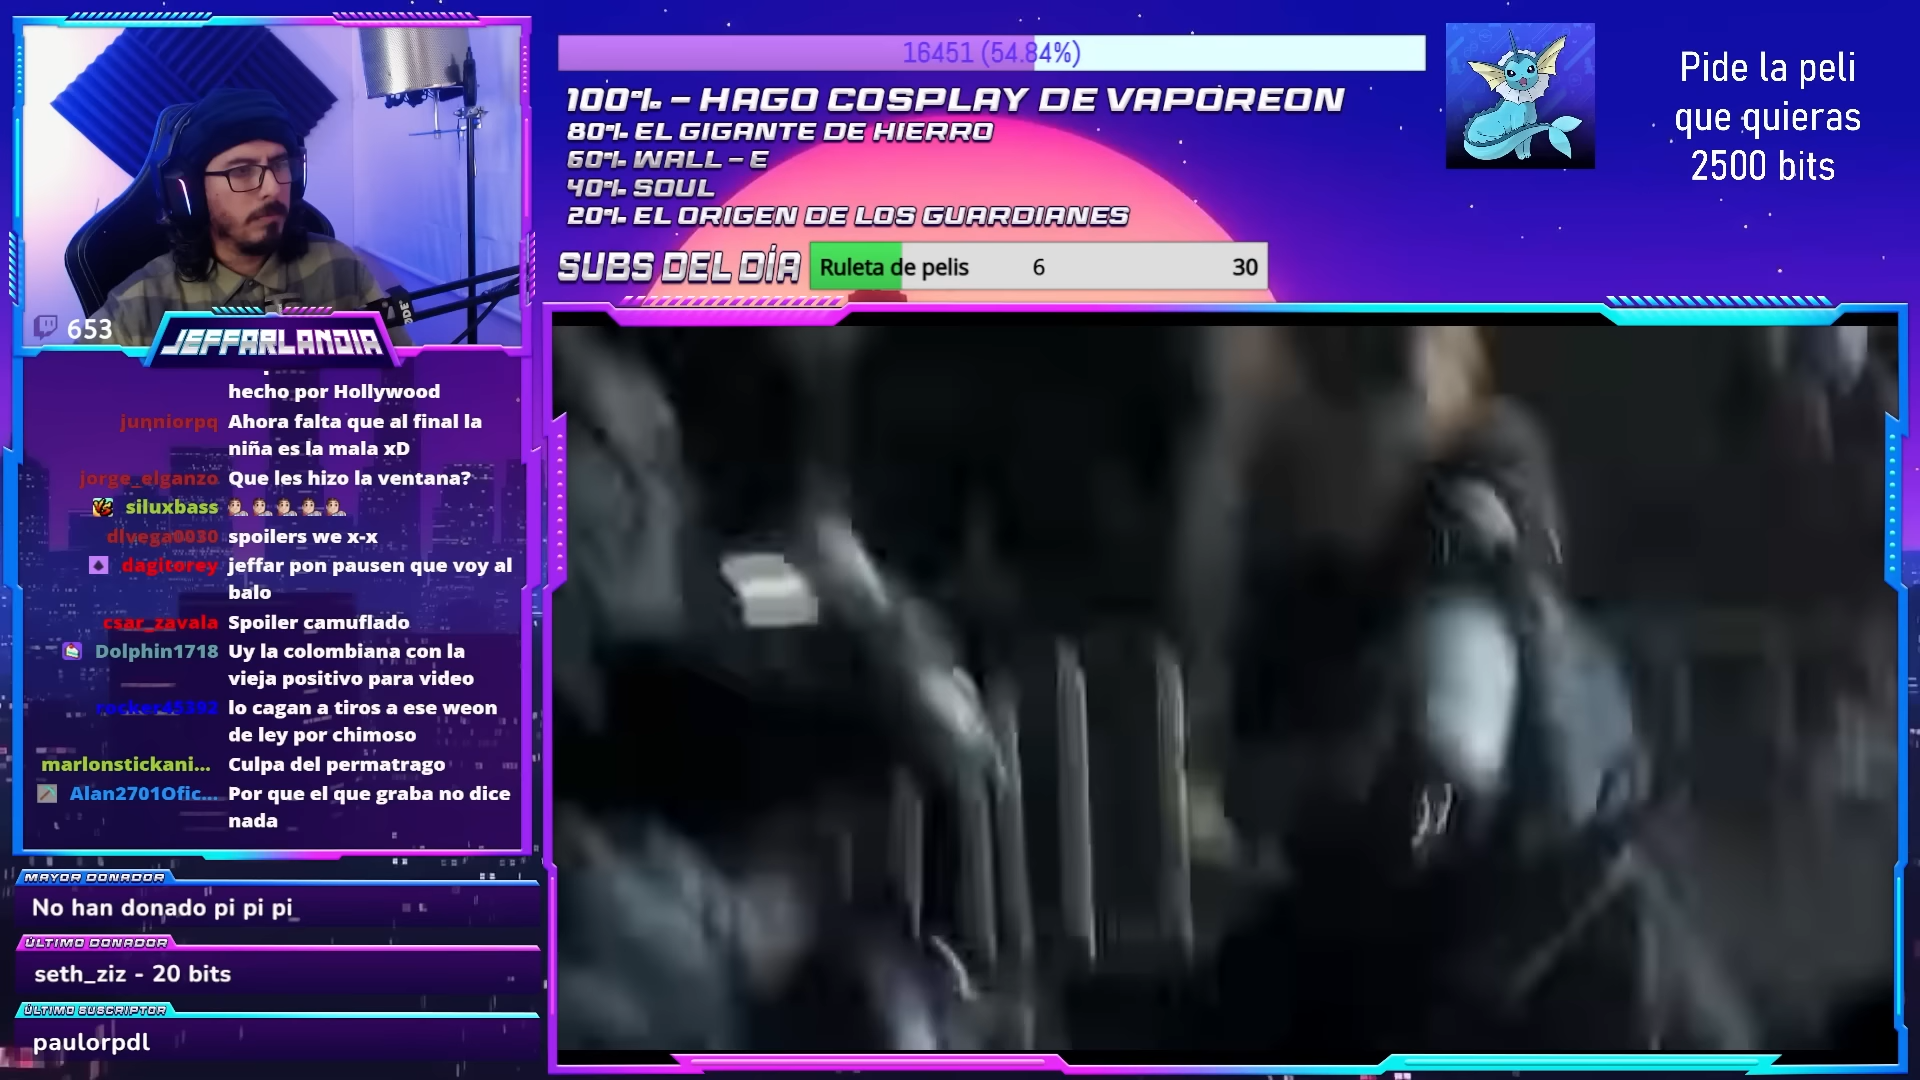 16451 (54.84%)
100% - HAGO COSPLAY DE VAPOREON
80% EL GIGANTE DE HIERRO
60% WALL - E
40% SOUL
20% EL ORIGEN DE LOS GUARDIANES
SUBS DEL DÍA
Ruleta de pelis 6 30
Pide la peli
que quieras
2500 bits
653
JEFFARLANDIA
hecho por Hollywood
junniorpq Ahora falta que al final la
niña es la mala xD
jorge_elganzo Que les hizo la ventana?
siluxbass
dlvega0030 spoilers we x-x
dagitorey jeffar pon pausen que voy al
balo
csar_zavala Spoiler camuflado
Dolphin1718 Uy la colombiana con la
vieja positivo para video
rocker45392 lo cagan a tiros a ese weon
de ley por chimoso
marlonstickani... Culpa del permatrago
Alan2701Ofic... Por que el que graba no dice
nada
MAYOR DONADOR
No han donado pi pi pi
ÚLTIMO DONADOR
seth_ziz - 20 bits
ÚLTIMO SUSCRIPTOR
paulorpdl